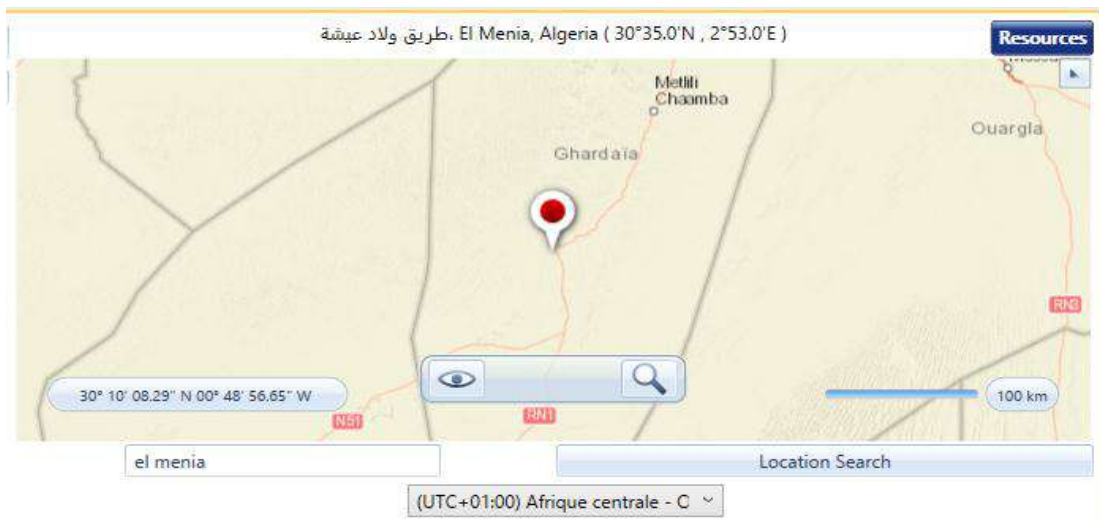 طريق ولاد عيشة، El Menia, Algeria ( 30°35.0'N , 2°53.0'E )
Resources
Metlili
Chaamba
Ouargla
Ghardaïa
RN3
30° 10' 08.29" N 00° 48' 56.65" W
100 km
N51
RN1
el menia
Location Search
(UTC+01:00) Afrique centrale - O